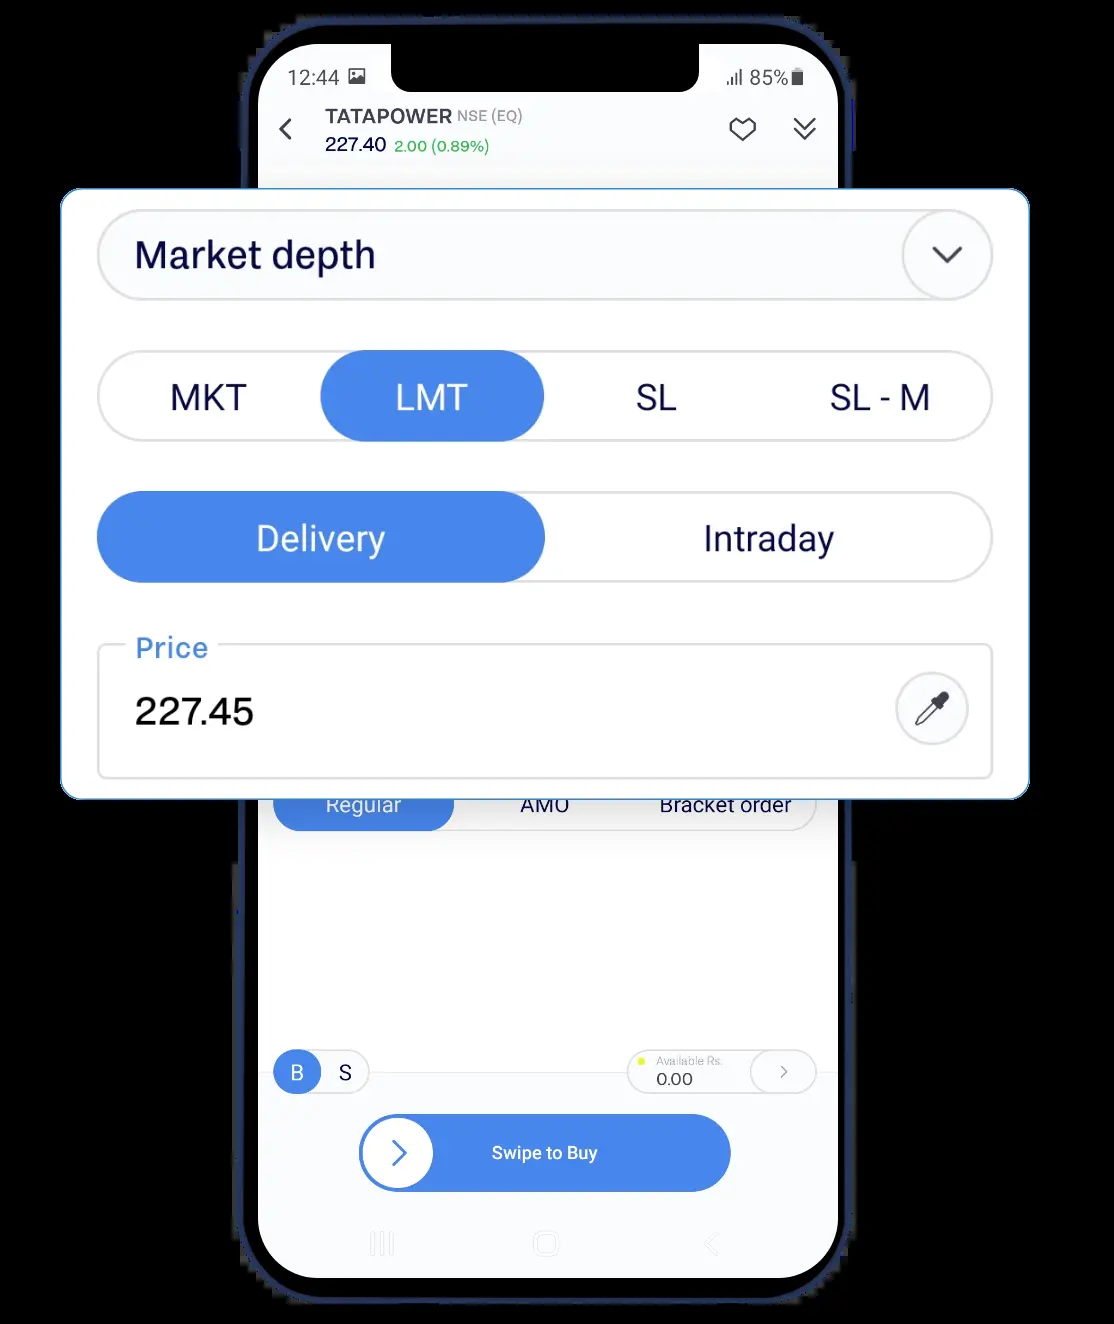 12:44 85%
TATAPOWER NSE (EQ)
227.40 2.00 (0.89%)
Market depth
MKT LMT SL SL - M
Delivery Intraday
Price
227.45
Regular AMO Bracket order
B S Available Rs.
0.00
Swipe to Buy